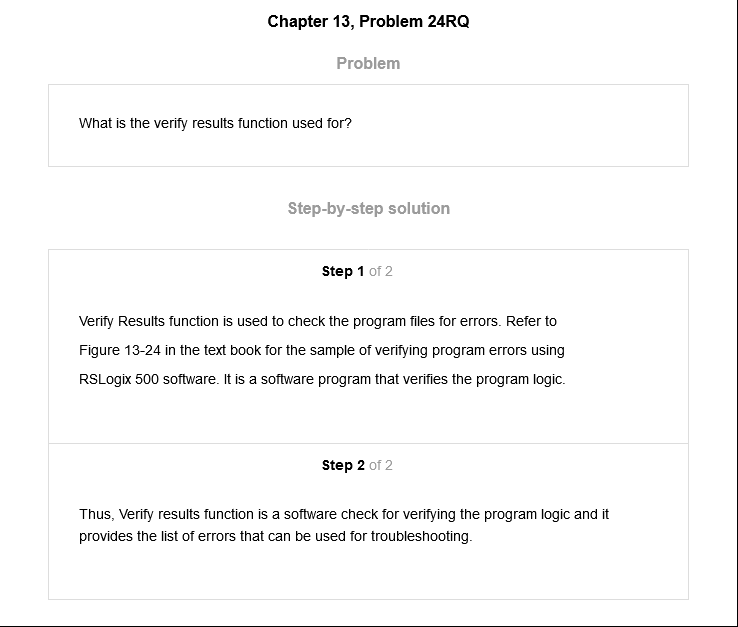 Chapter 13, Problem 24RQ
Problem
What is the verify results function used for?
Step-by-step solution
Step 1 of 2
Verify Results function is used to check the program files for errors. Refer to
Figure 13-24 in the text book for the sample of verifying program errors using
RSLogix 500 software. It is a software program that verifies the program logic.
Step 2 of 2
Thus, Verify results function is a software check for verifying the program logic and it
provides the list of errors that can be used for troubleshooting.